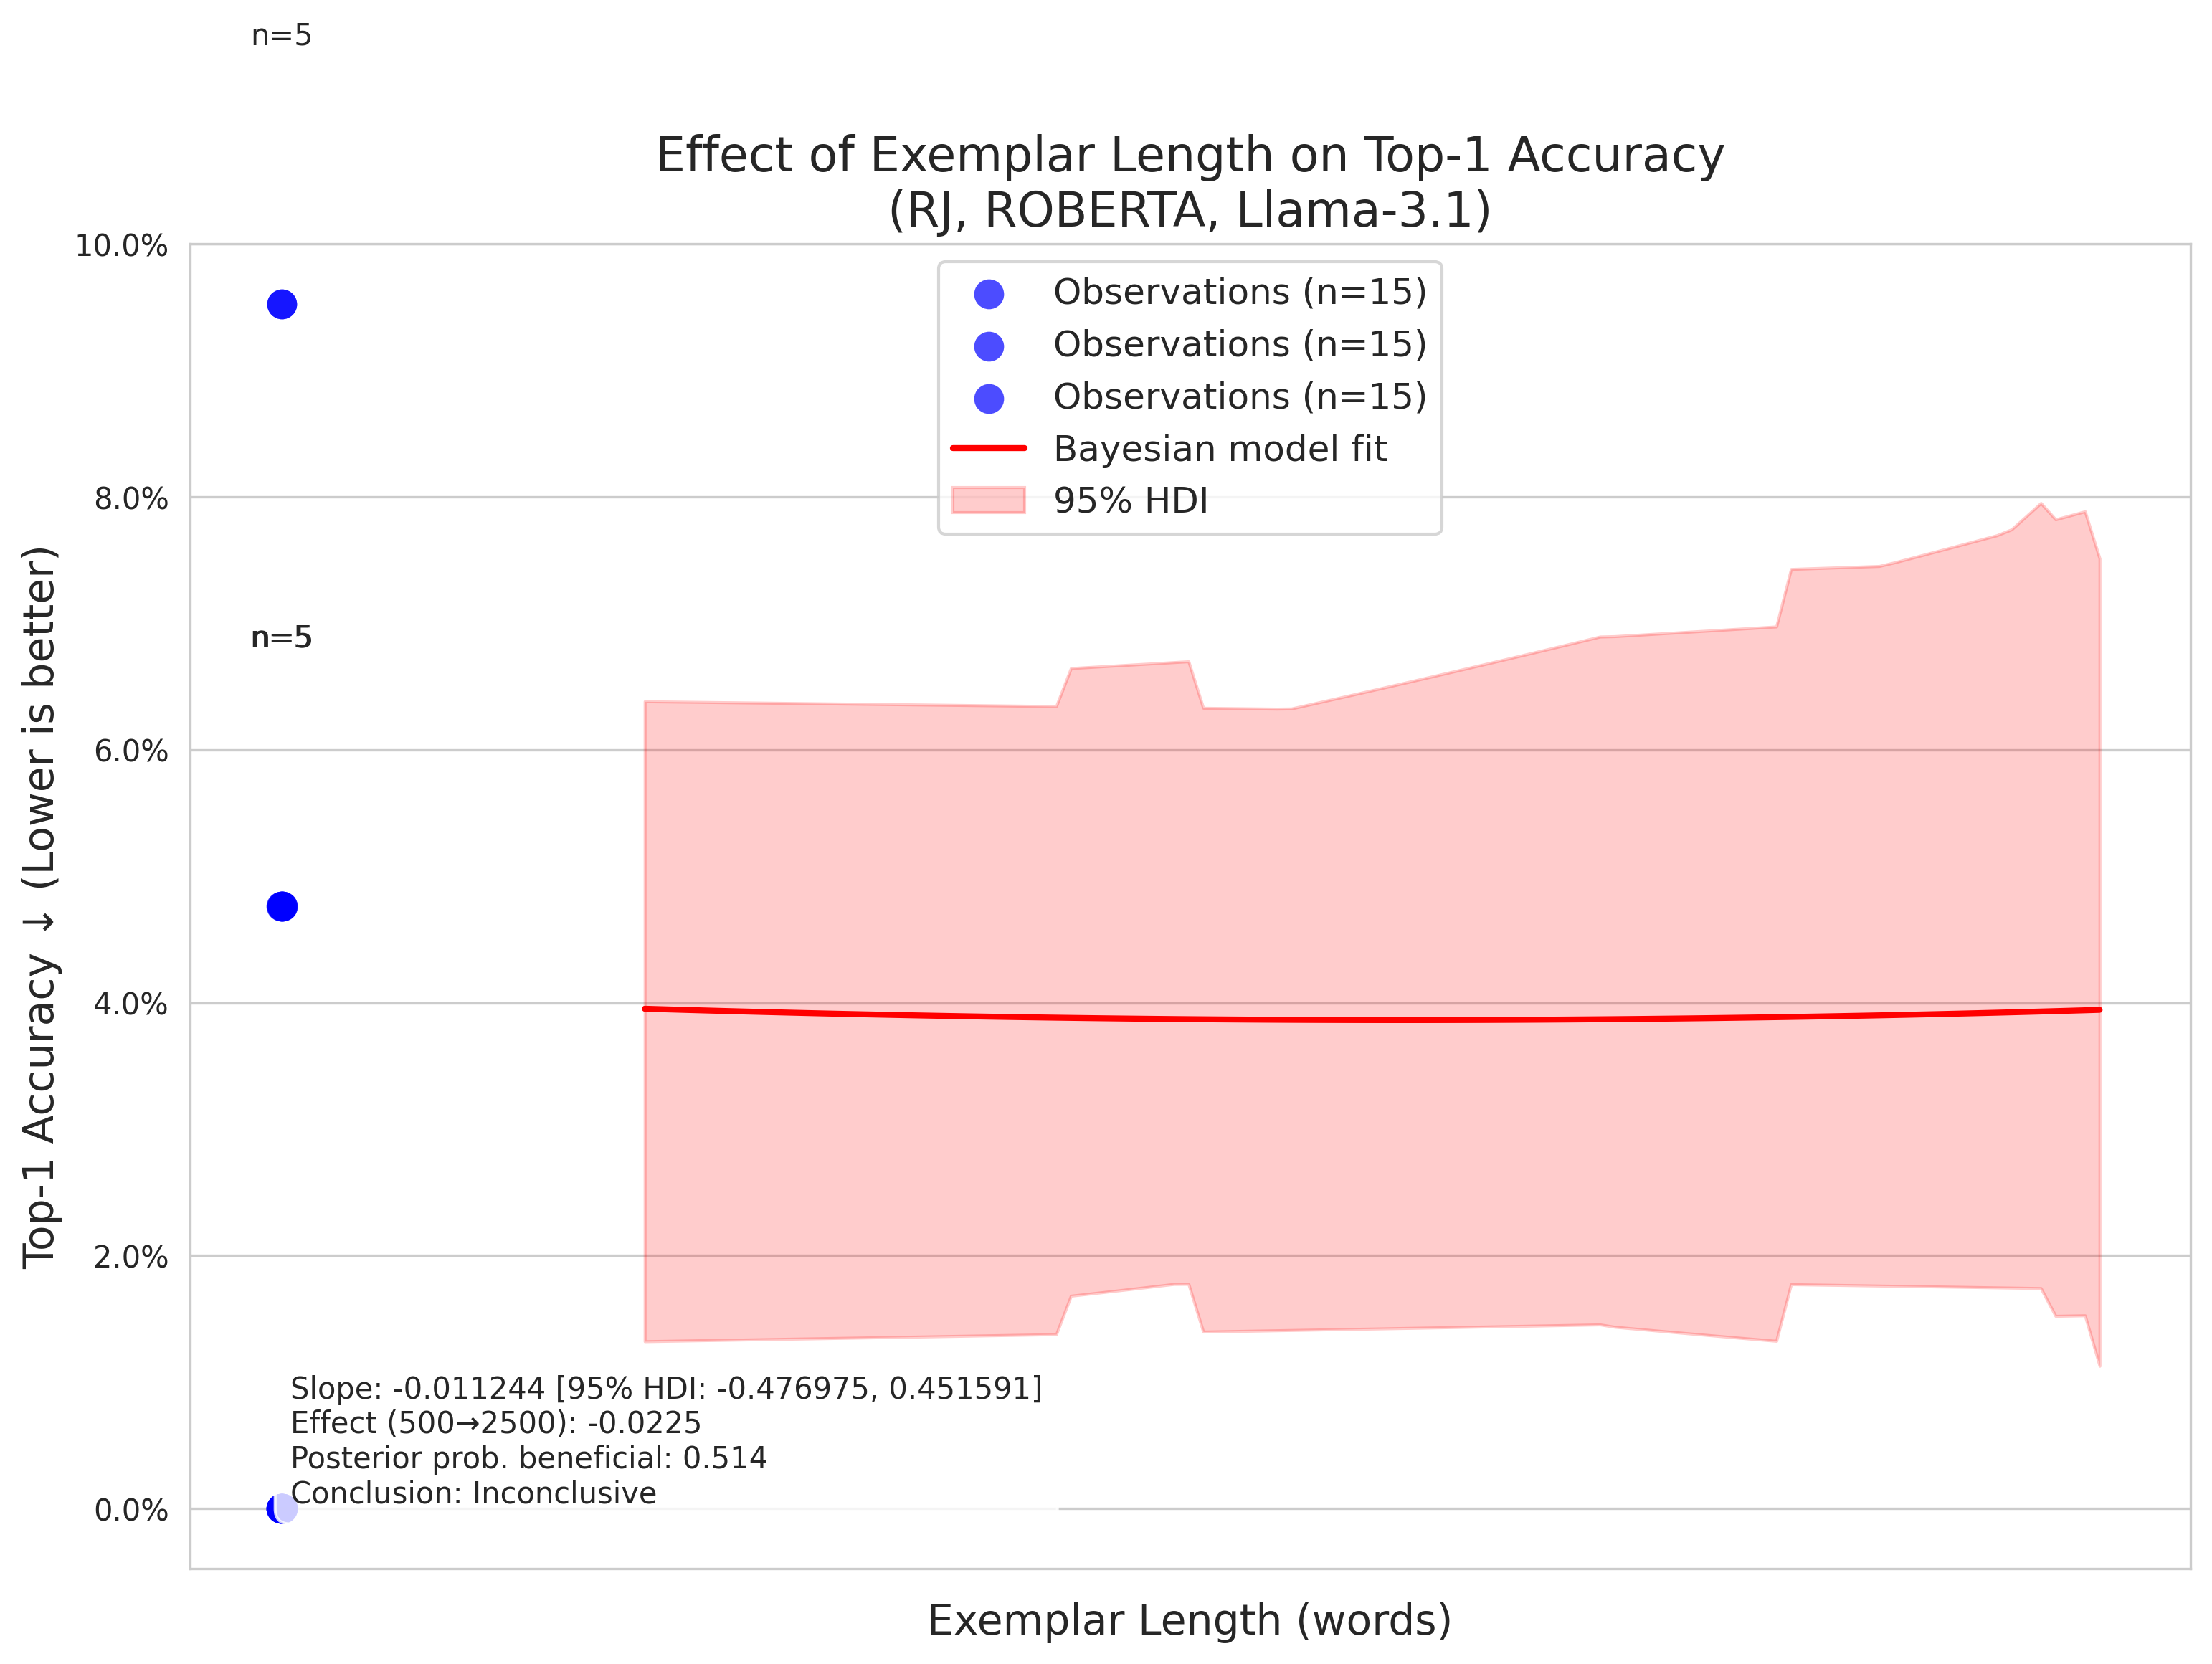 n=5
Effect of Exemplar Length on Top-1 Accuracy
(RJ, ROBERTA, Llama-3.1)
10.0%
Observations (n=15)
Observations (n=15)
Observations (n=15)
Bayesian model fit
95% HDI
8.0%
n=5
6.0%
4.0%
2.0%
0.0%
Top-1 Accuracy ↓ (Lower is better)
Slope: -0.011244 [95% HDI: -0.476975, 0.451591]
Effect (500→2500): -0.0225
Posterior prob. beneficial: 0.514
Conclusion: Inconclusive
Exemplar Length (words)